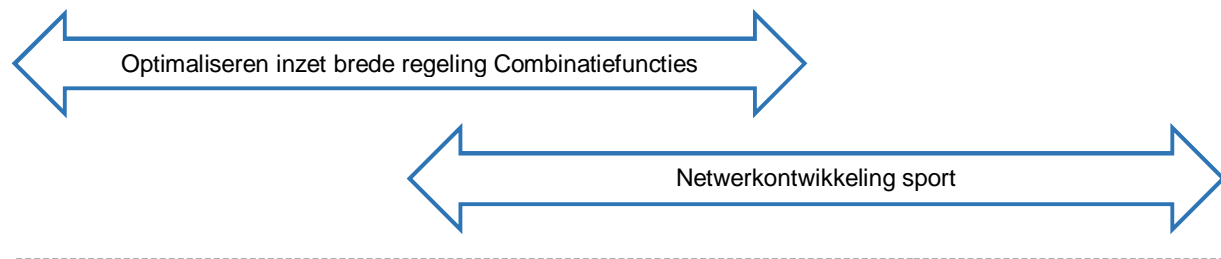 Optimaliseren inzet brede regeling Combinatiefuncties
Netwerkontwikkeling sport